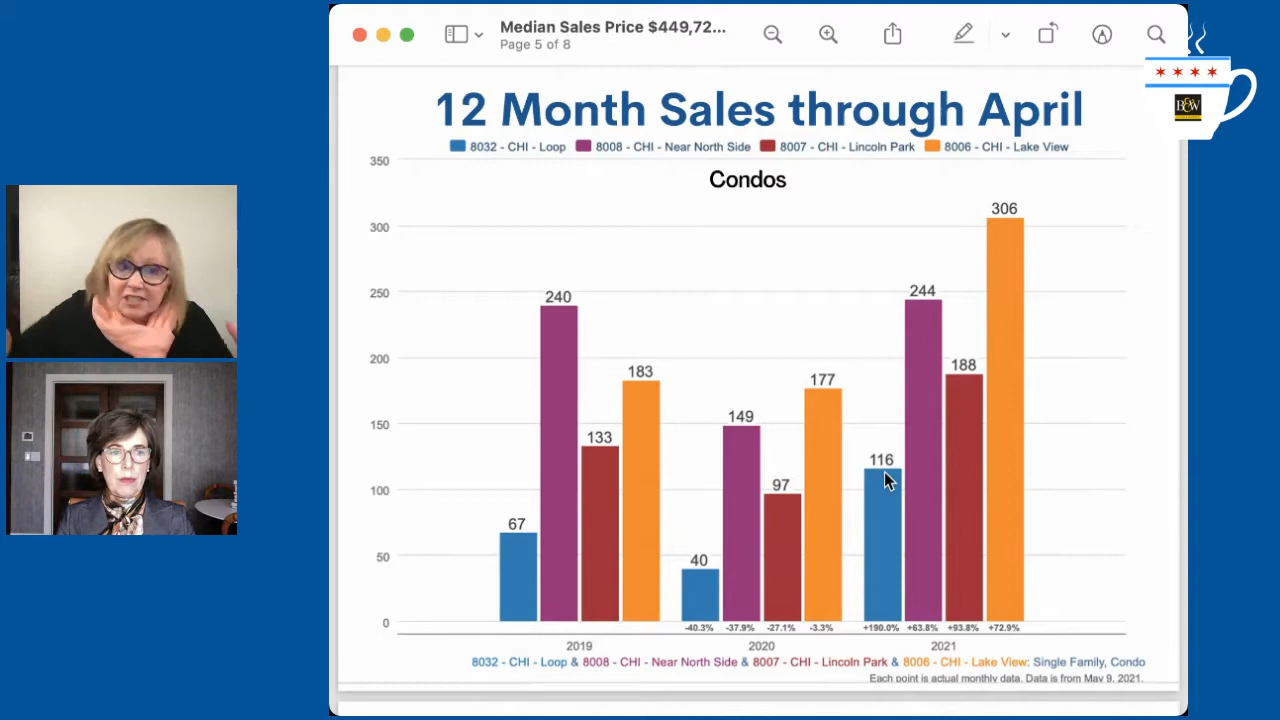 Median Sales Price $449,72...
Page 5 of 8
B&W
12 Month Sales through April
8032 - CHI - Loop 8008 - CHI - Near North Side 8007 - CHI - Lincoln Park 8006 - CHI - Lake View
Condos
350
300
250
200
150
100
50
0
67
240
133
183
40
149
97
177
116
244
188
306
-40.3% -37.9% -27.1% -3.3% +190.0% +63.8% +93.8% +72.9%
2019 2020 2021
8032 - CHI - Loop & 8008 - CHI - Near North Side & 8007 - CHI - Lincoln Park & 8006 - CHI - Lake View: Single Family, Condo
Each point is actual monthly data. Data is from May 9, 2021.